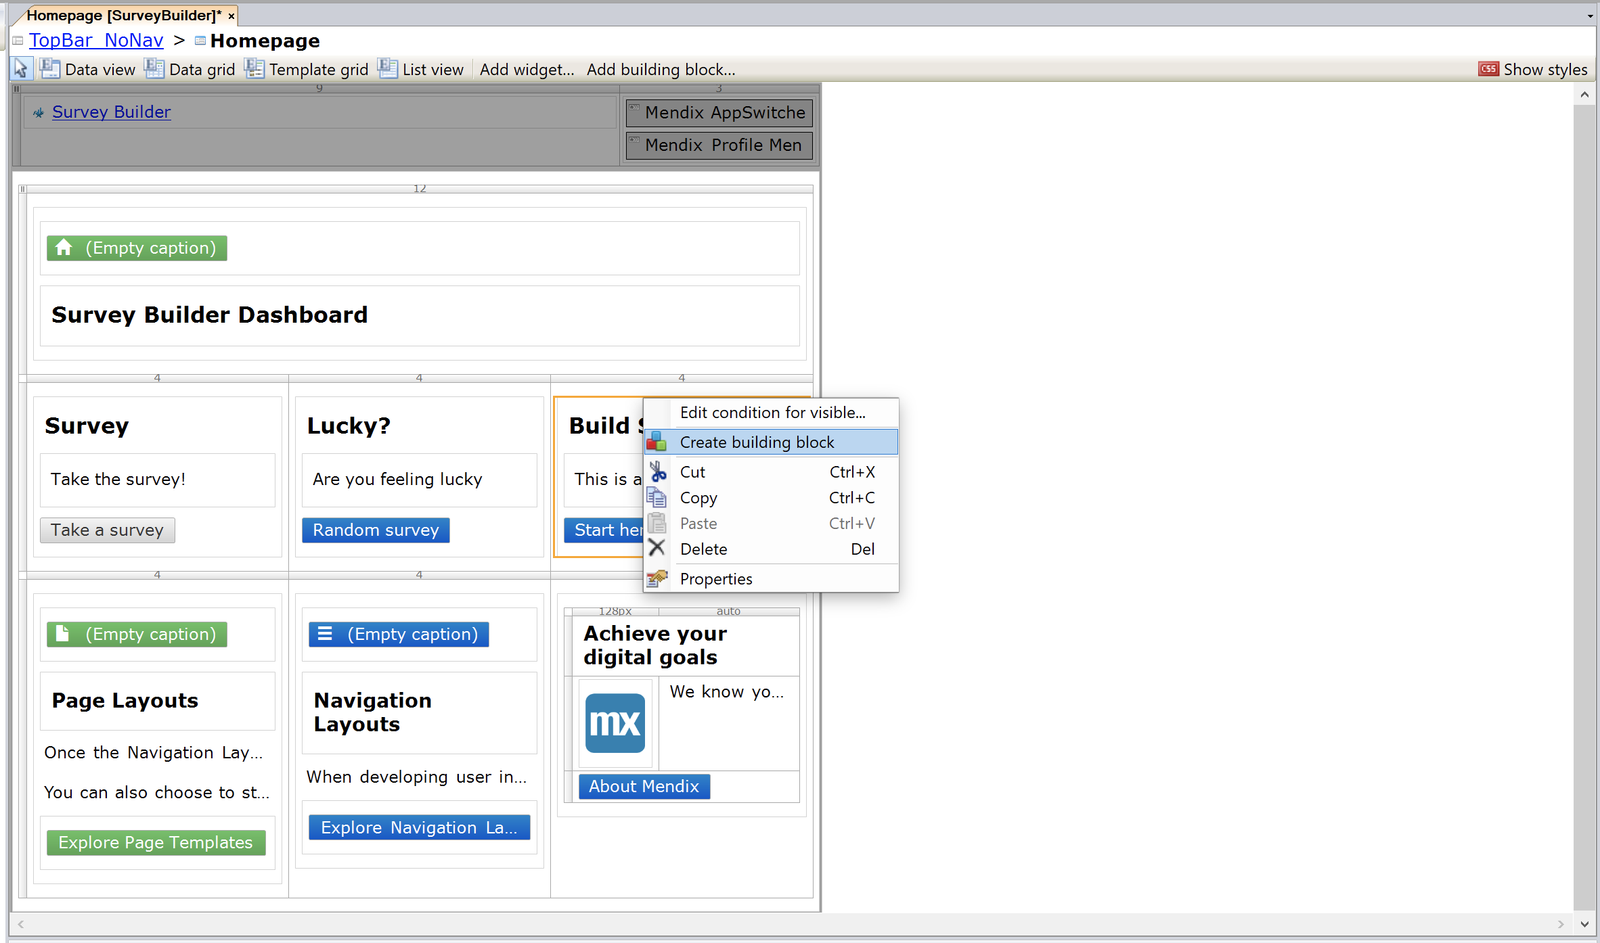 Homepage [SurveyBuilder]* ×
TopBar_NoNav > Homepage
Data view Data grid Template grid List view Add widget... Add building block... CSS Show styles
9 3
Survey Builder Mendix AppSwitche
Mendix Profile Men
12
(Empty caption)
Survey Builder Dashboard
4 4 4
Survey Lucky? Build S
Take the survey! Are you feeling lucky This is a
Take a survey Random survey Start her
Edit condition for visible...
Create building block
Cut Ctrl+X
Copy Ctrl+C
Paste Ctrl+V
Delete Del
Properties
4 4
(Empty caption) (Empty caption) 128px auto
Achieve your
digital goals
Page Layouts Navigation
Layouts
We know yo...
mx
Once the Navigation Lay... When developing user in...
You can also choose to st... About Mendix
Explore Page Templates Explore Navigation La...